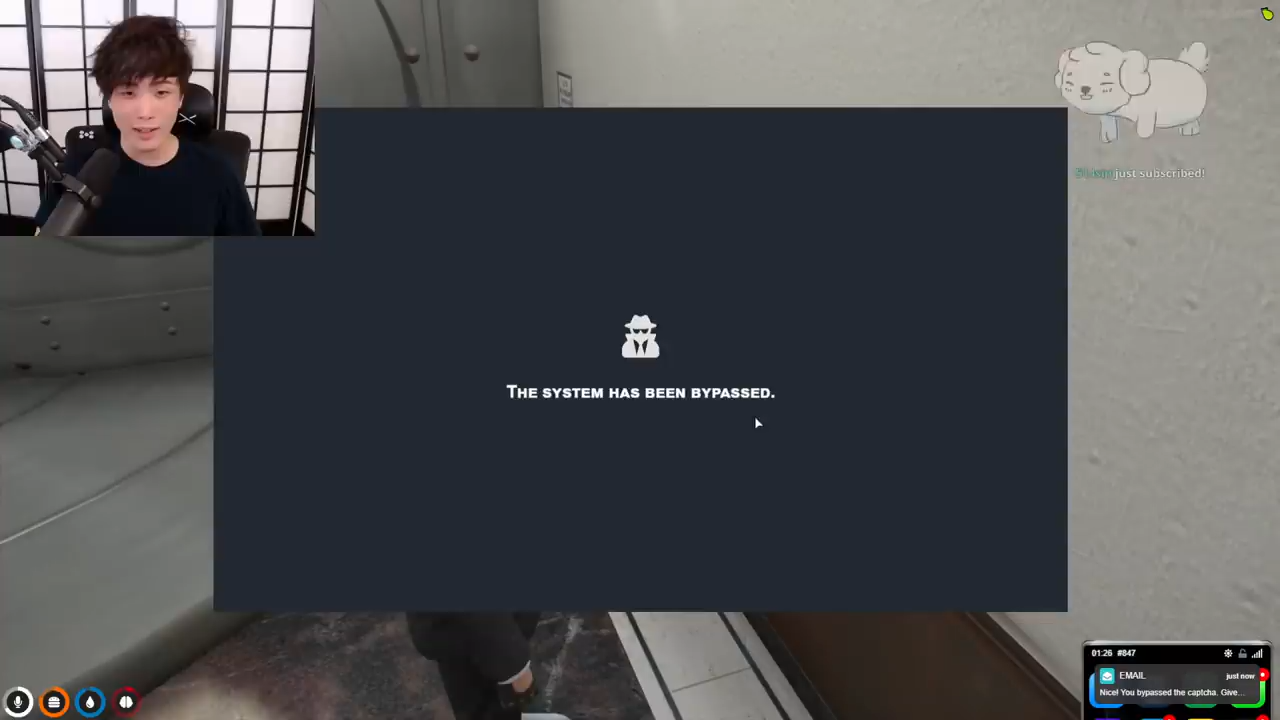 just subscribed!
The system has been bypassed.
01:26 #847
EMAIL
just now
Nice! You bypassed the captcha. Give...